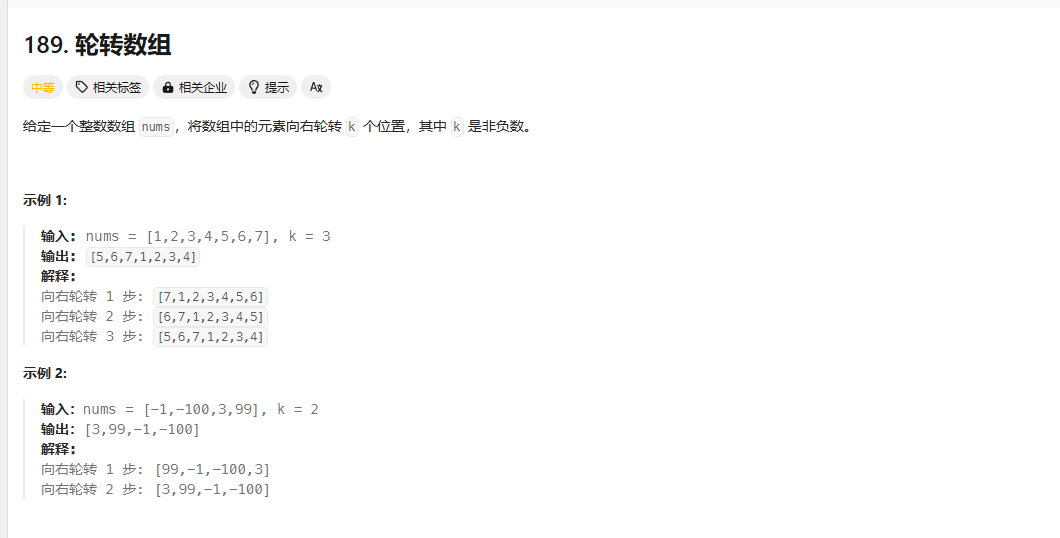 189. 轮转数组
中等 相关标签 相关企业 提示 Aあ
给定一个整数数组 nums，将数组中的元素向右轮转 k 个位置，其中 k 是非负数。
示例 1:
输入: nums = [1,2,3,4,5,6,7], k = 3
输出: [5,6,7,1,2,3,4]
解释:
向右轮转 1 步: [7,1,2,3,4,5,6]
向右轮转 2 步: [6,7,1,2,3,4,5]
向右轮转 3 步: [5,6,7,1,2,3,4]
示例 2:
输入：nums = [-1,-100,3,99], k = 2
输出：[3,99,-1,-100]
解释:
向右轮转 1 步: [99,-1,-100,3]
向右轮转 2 步: [3,99,-1,-100]